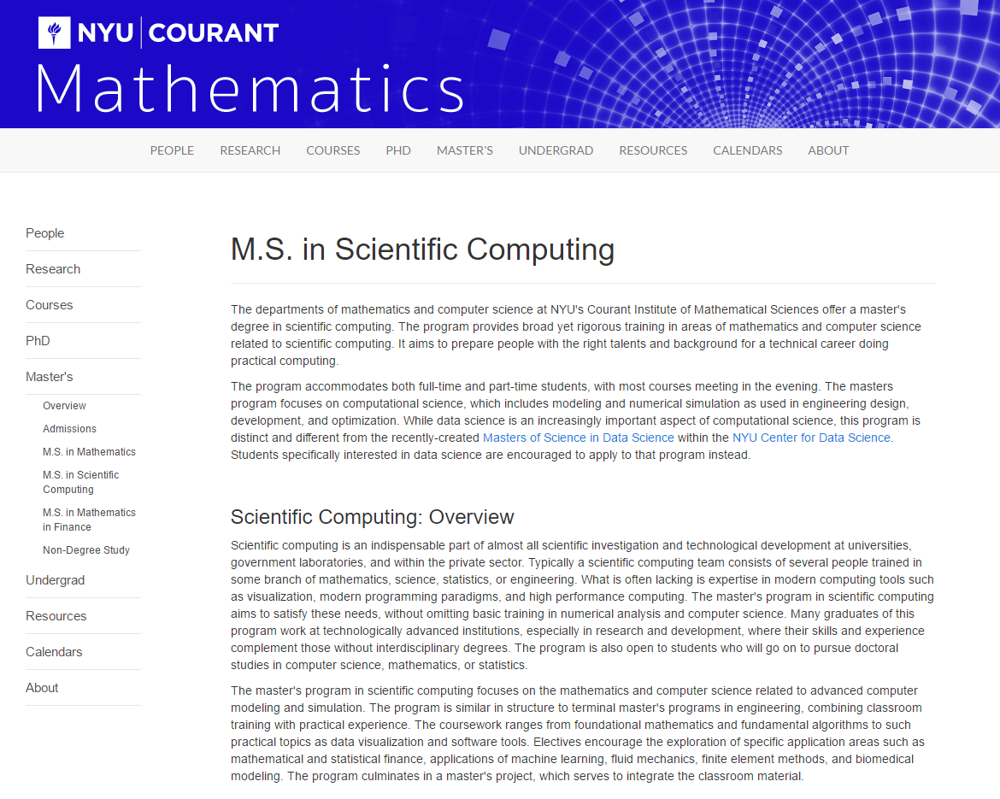 NYU COURANT
Mathematics
PEOPLE RESEARCH COURSES PHD MASTER'S UNDERGRAD RESOURCES CALENDARS ABOUT
People
Research
Courses
PhD
Master's
Overview
Admissions
M.S. in Mathematics
M.S. in Scientific
Computing
M.S. in Mathematics
in Finance
Non-Degree Study
Undergrad
Resources
Calendars
About
M.S. in Scientific Computing
The departments of mathematics and computer science at NYU's Courant Institute of Mathematical Sciences offer a master's
degree in scientific computing. The program provides broad yet rigorous training in areas of mathematics and computer science
related to scientific computing. It aims to prepare people with the right talents and background for a technical career doing
practical computing.
The program accommodates both full-time and part-time students, with most courses meeting in the evening. The masters
program focuses on computational science, which includes modeling and numerical simulation as used in engineering design,
development, and optimization. While data science is an increasingly important aspect of computational science, this program is
distinct and different from the recently-created Masters of Science in Data Science within the NYU Center for Data Science.
Students specifically interested in data science are encouraged to apply to that program instead.
Scientific Computing: Overview
Scientific computing is an indispensable part of almost all scientific investigation and technological development at universities,
government laboratories, and within the private sector. Typically a scientific computing team consists of several people trained in
some branch of mathematics, science, statistics, or engineering. What is often lacking is expertise in modern computing tools such
as visualization, modern programming paradigms, and high performance computing. The master's program in scientific computing
aims to satisfy these needs, without omitting basic training in numerical analysis and computer science. Many graduates of this
program work at technologically advanced institutions, especially in research and development, where their skills and experience
complement those without interdisciplinary degrees. The program is also open to students who will go on to pursue doctoral
studies in computer science, mathematics, or statistics.
The master's program in scientific computing focuses on the mathematics and computer science related to advanced computer
modeling and simulation. The program is similar in structure to terminal master's programs in engineering, combining classroom
training with practical experience. The coursework ranges from foundational mathematics and fundamental algorithms to such
practical topics as data visualization and software tools. Electives encourage the exploration of specific application areas such as
mathematical and statistical finance, applications of machine learning, fluid mechanics, finite element methods, and biomedical
modeling. The program culminates in a master's project, which serves to integrate the classroom material.